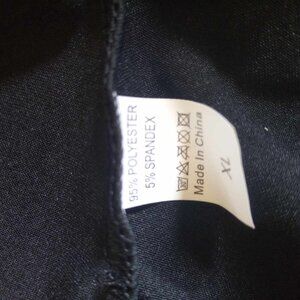 95% POLYESTER
5% SPANDEX
Made In China
XL